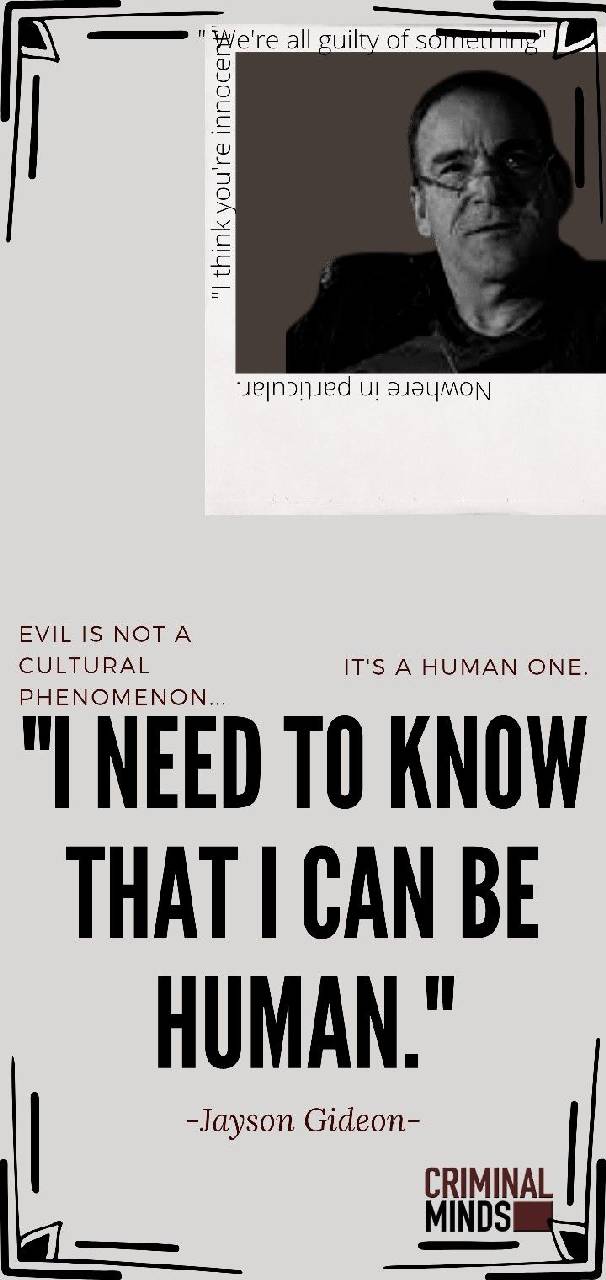 " We're all guilty of something"
"I think you're innocen
Nowhere in particular.
EVIL IS NOT A
CULTURAL
PHENOMENON...
IT'S A HUMAN ONE.
"I NEED TO KNOW
THAT I CAN BE
HUMAN."
-Jayson Gideon-
CRIMINAL
MINDS